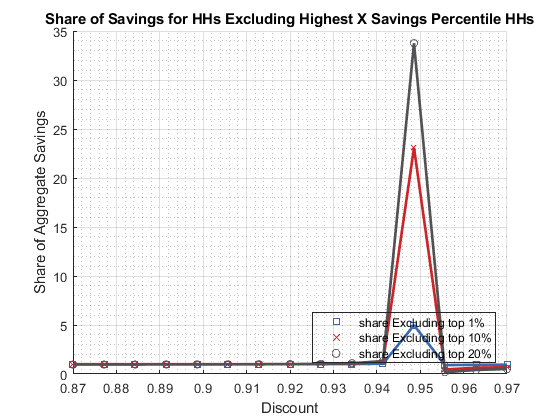 Share of Savings for HHs Excluding Highest X Savings Percentile HHs
35
30
25
20
15
10
5
0
Share of Aggregate Savings
share Excluding top 1%
share Excluding top 10%
share Excluding top 20%
0.87 0.88 0.89 0.9 0.91 0.92 0.93 0.94 0.95 0.96 0.97
Discount